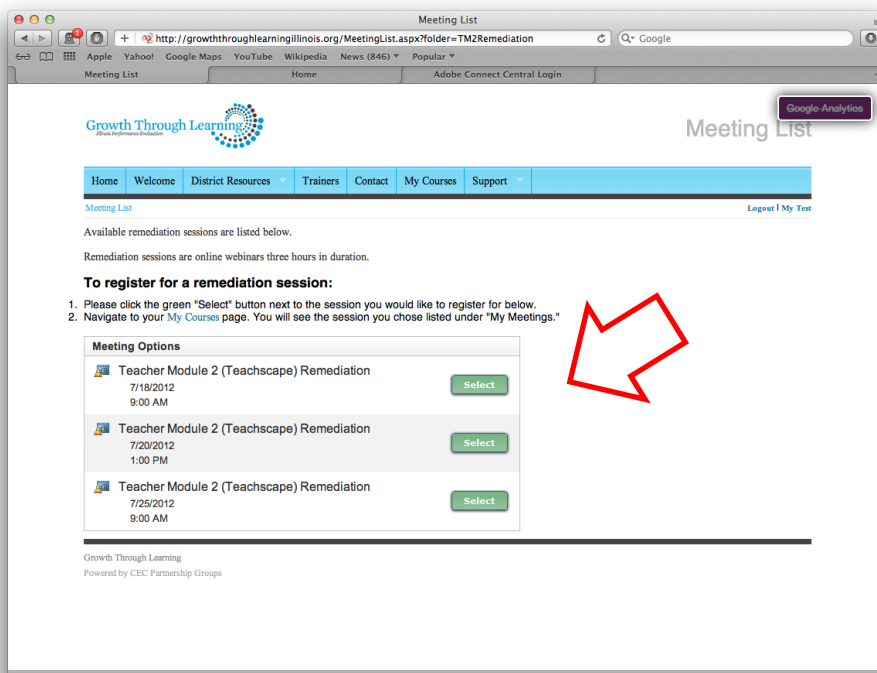 Meeting List
1
http://growththroughlearningillinois.org/MeetingList.aspx?folder=TM2Remediation
Google
Apple Yahoo! Google Maps YouTube Wikipedia News (846) Popular
Meeting List Home Adobe Connect Central Login
Google Analytics
Growth Through Learning
Illinois Performance Evaluation
Meeting List
Home Welcome District Resources Trainers Contact My Courses Support
Meeting List
Logout | My Test
Available remediation sessions are listed below.
Remediation sessions are online webinars three hours in duration.
To register for a remediation session:
1. Please click the green "Select" button next to the session you would like to register for below.
2. Navigate to your My Courses page. You will see the session you chose listed under "My Meetings."
Meeting Options
Teacher Module 2 (Teachscape) Remediation
7/18/2012
9:00 AM
Select
Teacher Module 2 (Teachscape) Remediation
7/20/2012
1:00 PM
Select
Teacher Module 2 (Teachscape) Remediation
7/25/2012
9:00 AM
Select
Growth Through Learning
Powered by CEC Partnership Groups